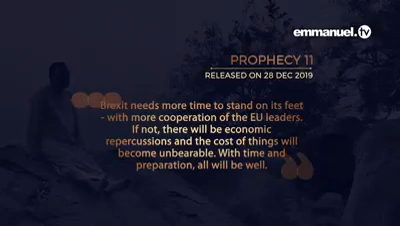 emmanuel.tv
PROPHECY 11
RELEASED ON 28 DEC 2019
Brexit needs more time to stand on its feet
- with more cooperation of the EU leaders.
If not, there will be economic
repercussions and the cost of things will
become unbearable. With time and
preparation, all will be well.